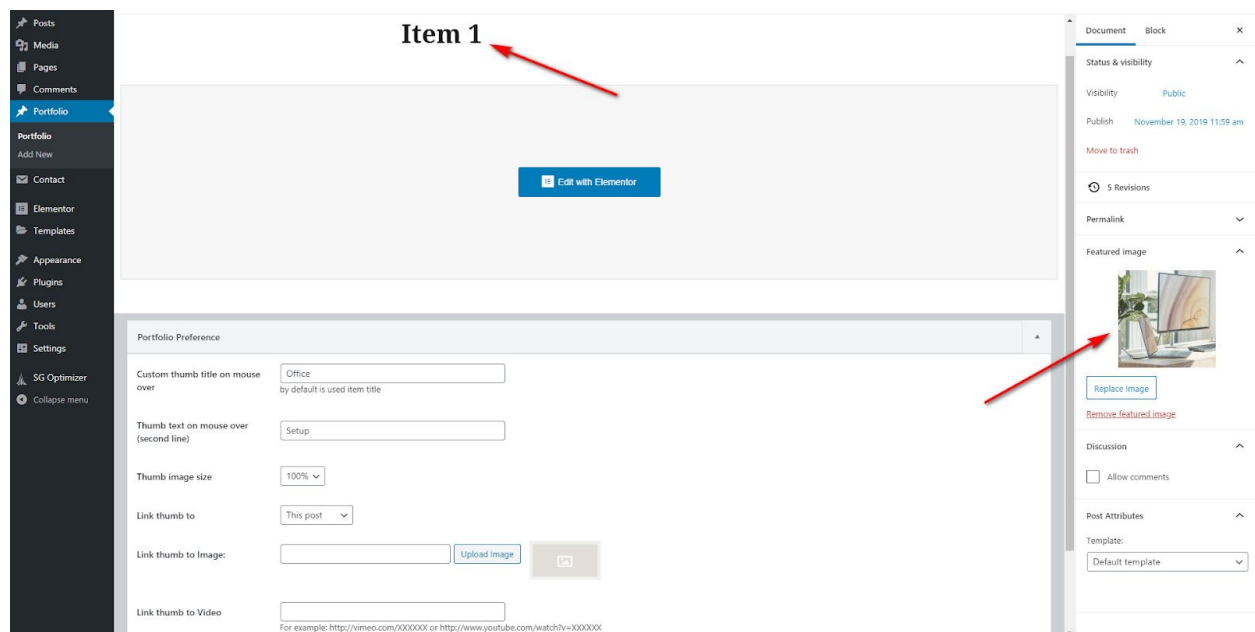 Posts
Media
Pages
Comments
Portfolio
Portfolio
Add New
Contact
Elementor
Templates
Appearance
Plugins
Users
Tools
Settings
SG Optimizer
Collapse menu
Item 1
Edit with Elementor
Portfolio Preference
Custom thumb title on mouse
over
Office
by default is used item title
Thumb text on mouse over
(second line)
Setup
Thumb image size
100%
Link thumb to
This post
Link thumb to Image:
Upload Image
Link thumb to Video
For example: http://vimeo.com/XXXXXX or http://www.youtube.com/watch?v=XXXXXX
Document
Block
Status & visibility
Visibility
Public
Publish
November 19, 2019 11:59 am
Move to trash
5 Revisions
Permalink
Featured image
Replace Image
Remove featured image
Discussion
Allow comments
Post Attributes
Template:
Default template